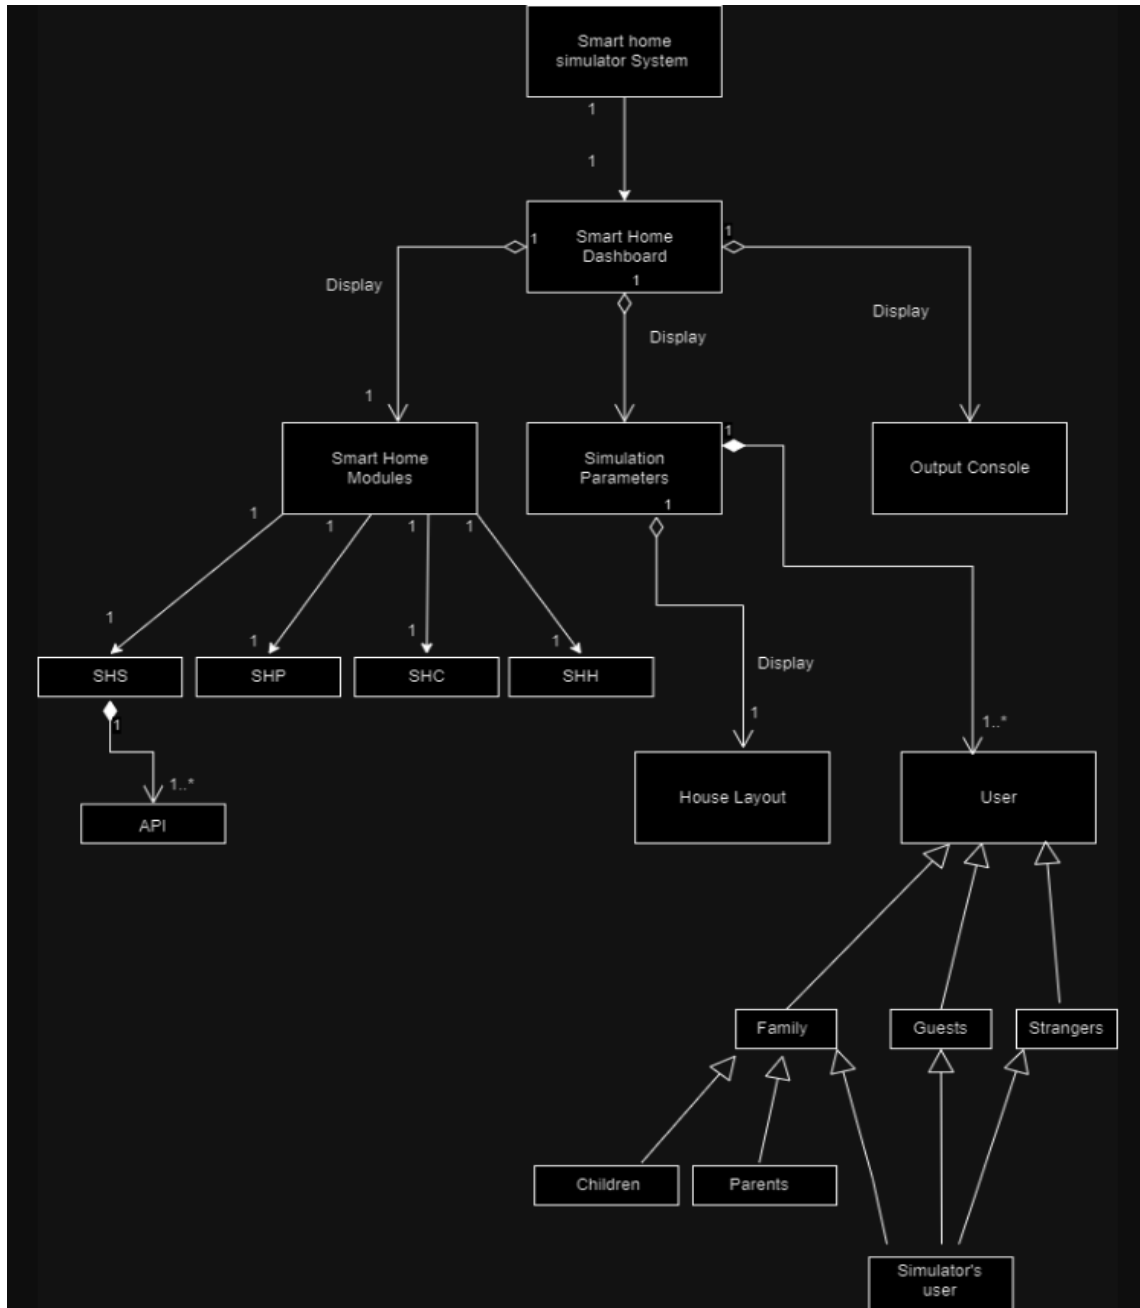 Smart home
simulator System
1
1
Smart Home
Dashboard
1
1
1
Display
Display
Display
1
Smart Home
Modules
Simulation
Parameters
1
1
Output Console
1
1
1
1
1
1
1
1
SHS
SHP
SHC
SHH
1
1..*
API
Display
1
1..*
House Layout
User
Family
Guests
Strangers
Children
Parents
Simulator's
user